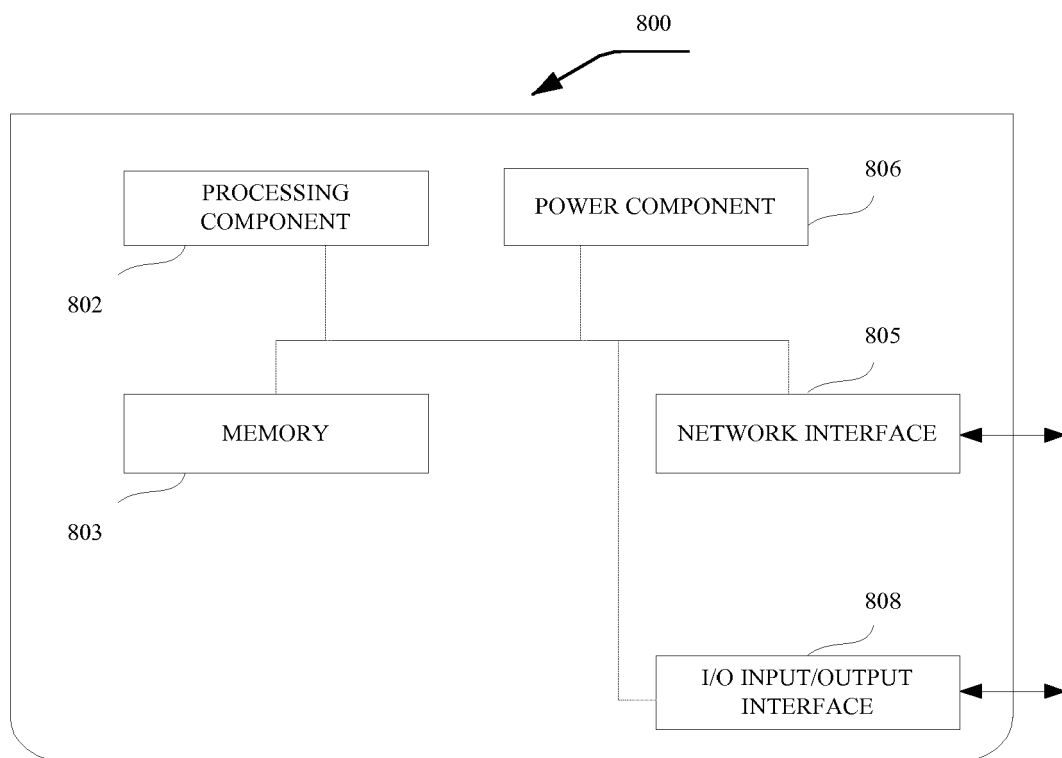 800
PROCESSING
COMPONENT
802
POWER COMPONENT
806
805
MEMORY
803
NETWORK INTERFACE
808
I/O INPUT/OUTPUT
INTERFACE